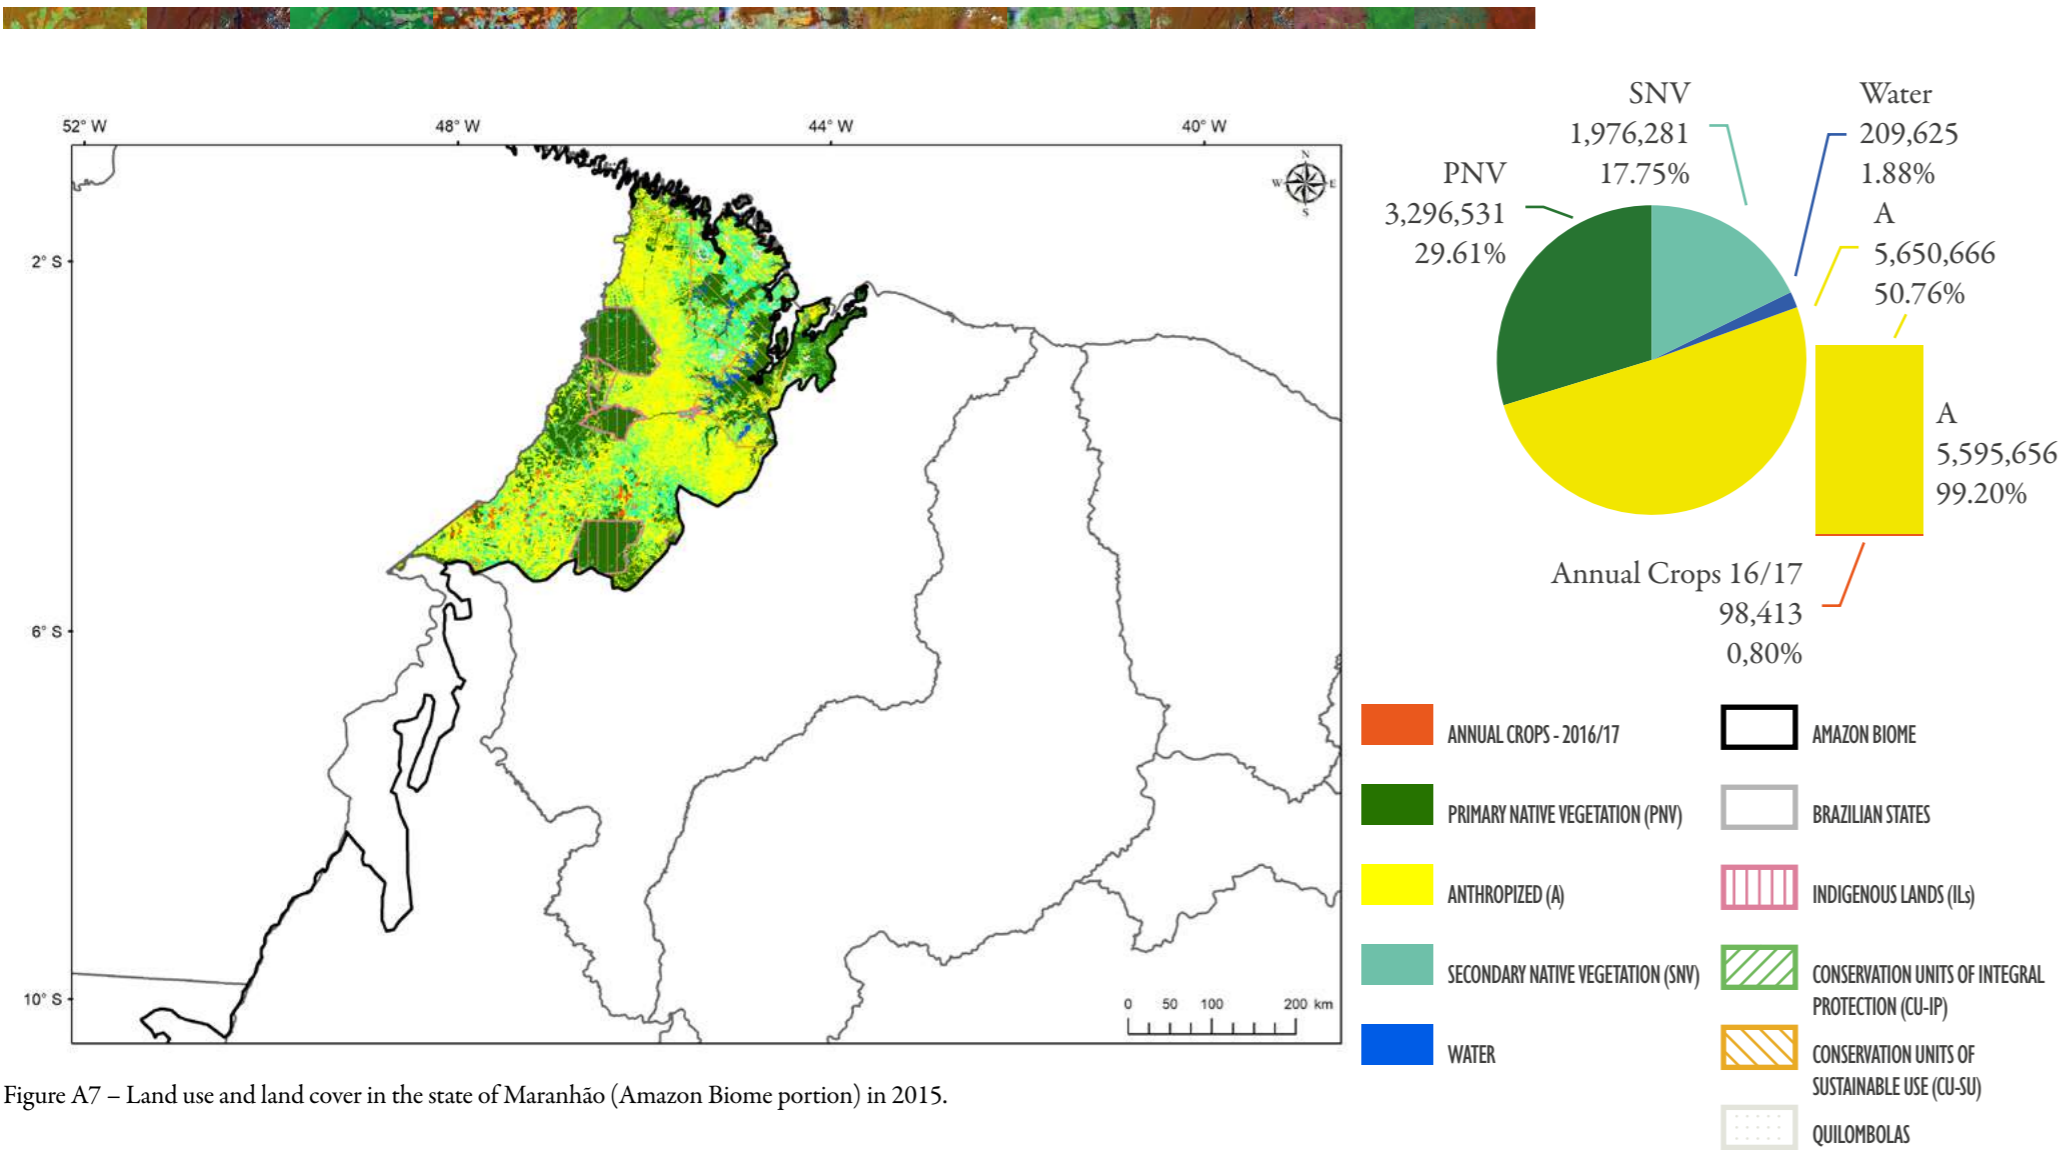 52° W
48° W
44° W
40° W
2° S
6° S
10° S
N
W
E
S
0 50 100 200 km
SNV
1,976,281
17.75%
Water
209,625
1.88%
PNV
3,296,531
29.61%
A
5,650,666
50.76%
A
5,595,656
99.20%
Annual Crops 16/17
98,413
0,80%
ANNUAL CROPS - 2016/17
PRIMARY NATIVE VEGETATION (PNV)
ANTHROPIZED (A)
SECONDARY NATIVE VEGETATION (SNV)
WATER
AMAZON BIOME
BRAZILIAN STATES
INDIGENOUS LANDS (ILs)
CONSERVATION UNITS OF INTEGRAL
PROTECTION (CU-IP)
CONSERVATION UNITS OF
SUSTAINABLE USE (CU-SU)
QUILOMBOLAS
Figure A7 – Land use and land cover in the state of Maranhão (Amazon Biome portion) in 2015.